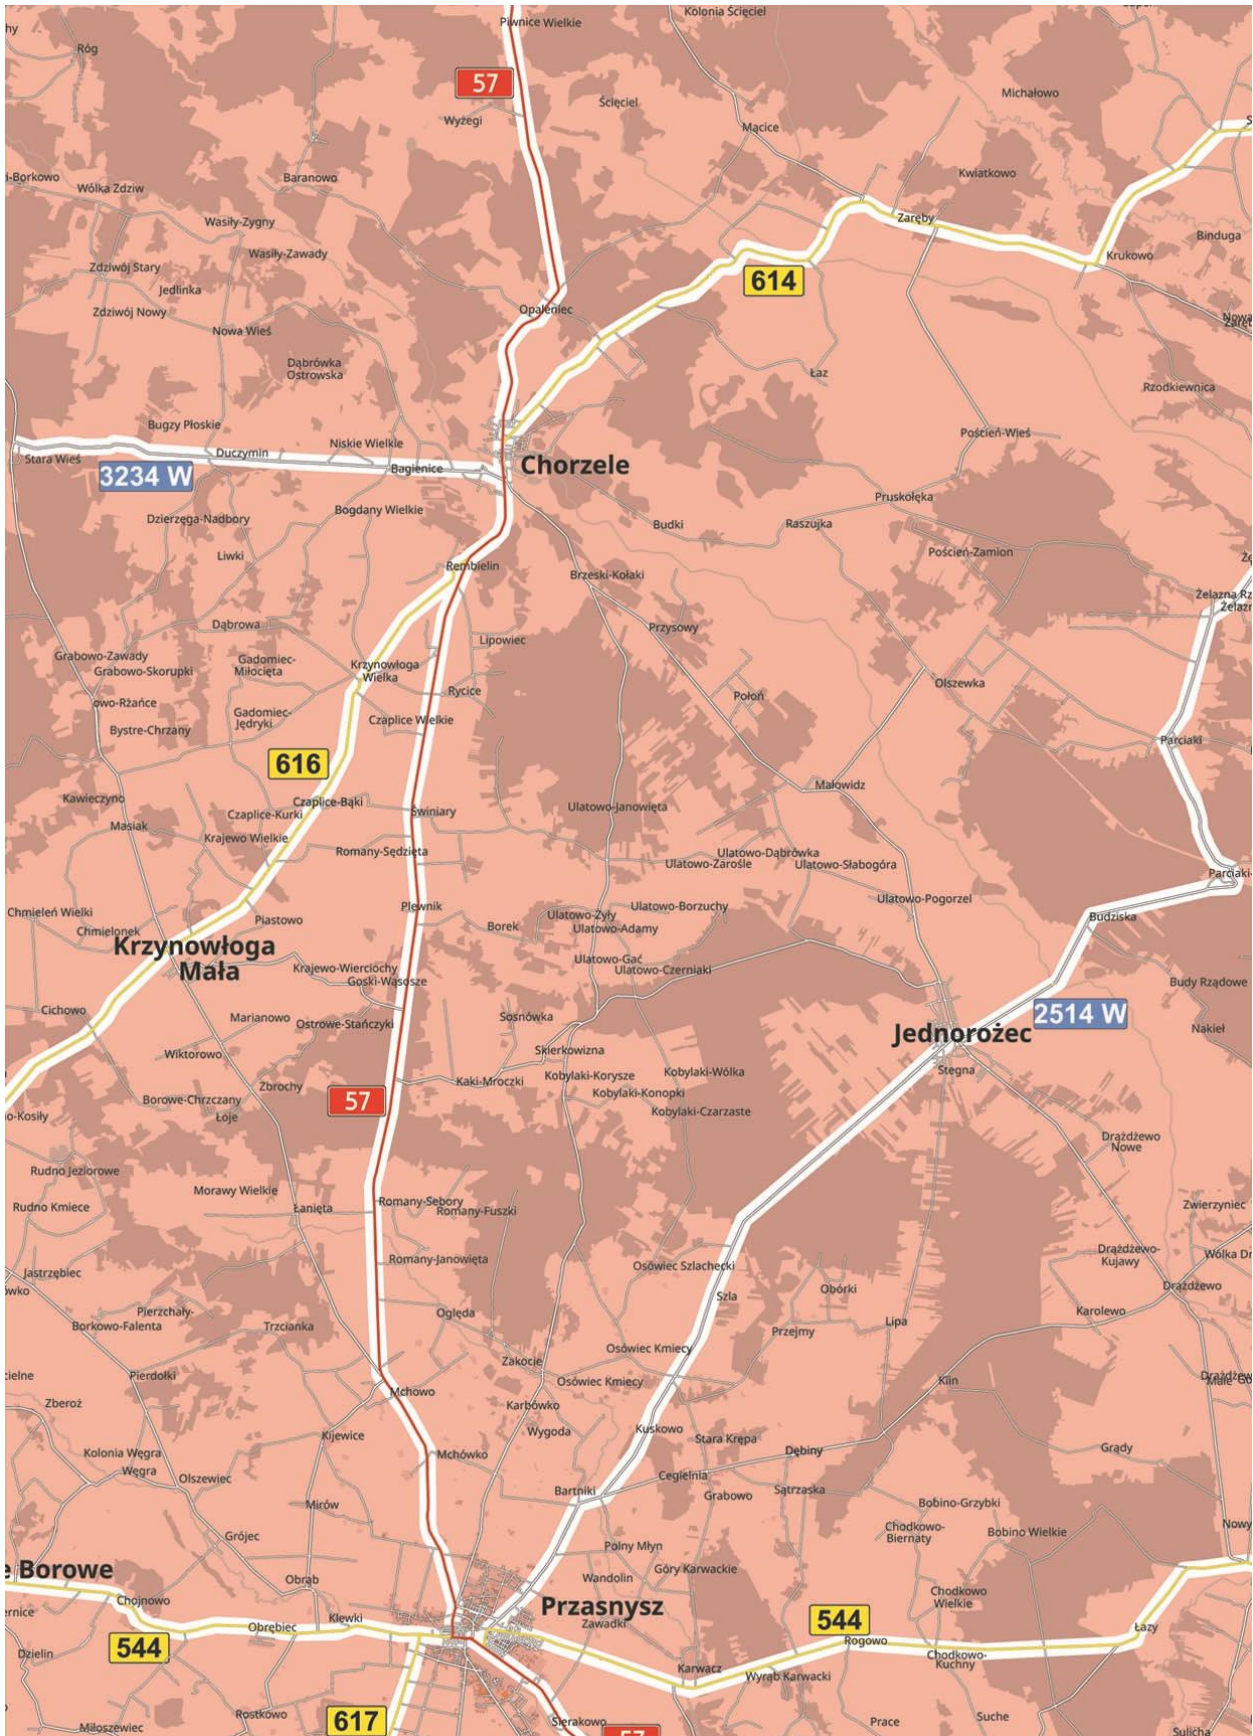 Piwnice Wielkie
Kolonia Ścięciel
Róg
57
Michałowo
Ścięciel
Wyżegi
Mącice
Baranowo
Kwiatkowo
i-Borkowo
Wólka Zdziw
Wasiły-Zygny
Zaręby
Binduga
Wasiły-Zawady
Krukowo
Zdziwój Stary
614
Jedlinka
Zdziwój Nowy
Opaleniec
Nowa Wieś
Dąbrówka
Ostrowska
Łaz
Rzodkiewnica
Bugzy Płoskie
Niskie Wielkie
Poścień-Wieś
Stara Wieś
Duczymin
Bagienice
Chorzele
3234 W
Pruskołęka
Dzierzęga-Nadbory
Bogdany Wielkie
Budki
Raszujka
Liwki
Poścień-Zamion
Rembielin
Brzeski-Kołaki
Dąbrowa
Lipowiec
Przysowy
Grabowo-Zawady
Grabowo-Skorupki
Gadomiec-
Miłocięta
Krzynowłoga
Wielka
Olszewka
Rycice
Połoń
owo-Rżańce
Gadomiec-
Jędryki
Czaplice Wielkie
Bystre-Chrzany
Parciaki
616
Małowidz
Kawieczyno
Czaplice-Bąki
Czaplice-Kurki
Świniary
Ulatowo-Janowięta
Masiak
Krajewo Wielkie
Romany-Sędzięta
Ulatowo-Dąbrówka
Ulatowo-Zarośle
Ulatowo-Słabogóra
Parciaki-
Ulatowo-Pogorzel
Chmieleń Wielki
Piastowo
Plewnik
Ulatowo-Borzuchy
Ulatowo-Żyły
Budziska
Chmielonek
Borek
Ulatowo-Adamy
Krzynowłoga
Mała
Krajewo-Wierciochy
Ulatowo-Gać
Ulatowo-Czerniaki
Goski-Wąsosze
Budy Rządowe
Cichowo
Marianowo
Ostrowe-Stańczyki
Sosnówka
2514 W
Nakieł
Jednorożec
Wiktorowo
Skierkowizna
Stegna
Zbrochy
Kaki-Mroczki
Kobylaki-Korysze
Kobylaki-Wólka
Borowe-Chrzczany
57
Kobylaki-Konopki
o-Kosiły
Łoje
Kobylaki-Czarzaste
Drążdżewo
Nowe
Rudno Jeziorowe
Morawy Wielkie
Romany-Sebory
Rudno Kmiece
Łanięta
Romany-Fuszki
Zwierzyniec
Romany-Janowięta
Osówiec Szlachecki
Drążdżewo-
Kujawy
Wólka Dr
Jastrzębiec
Obórki
Drążdżewo
ówko
Szla
Pierzchały-
Borkowo-Falenta
Trzcianka
Oględa
Karolewo
Przejmy
Lipa
Osówiec Kmiecy
Zakocie
cielne
Pierdołki
Osówiec Kmiecy
Klin
Mchowo
Zberoż
Karbówko
Kijewice
Wygoda
Kuskowo
Stara Krępa
Kolonia Węgra
Mchówko
Dębiny
Grądy
Węgra
Olszewiec
Cegielnia
Bartniki
Grabowo
Sątrzaska
Mirów
Bobino-Grzybki
Chodkowo-
Biernaty
Nowy
Grójec
Bobino Wielkie
Polny Młyn
e Borowe
Góry Karwackie
Obrąb
Wandolin
Chodkowo
Wielkie
Chojnowo
Przasnysz
ernice
Klewki
544
Obrębiec
Zawadki
Łazy
Dzielin
544
Rogowo
Chodkowo-
Kuchny
Karwacz
Wyrąb Karwacki
Rostkowo
617
Sierakowo
Miłoszewiec
Prace
Suche
57
Sulicha